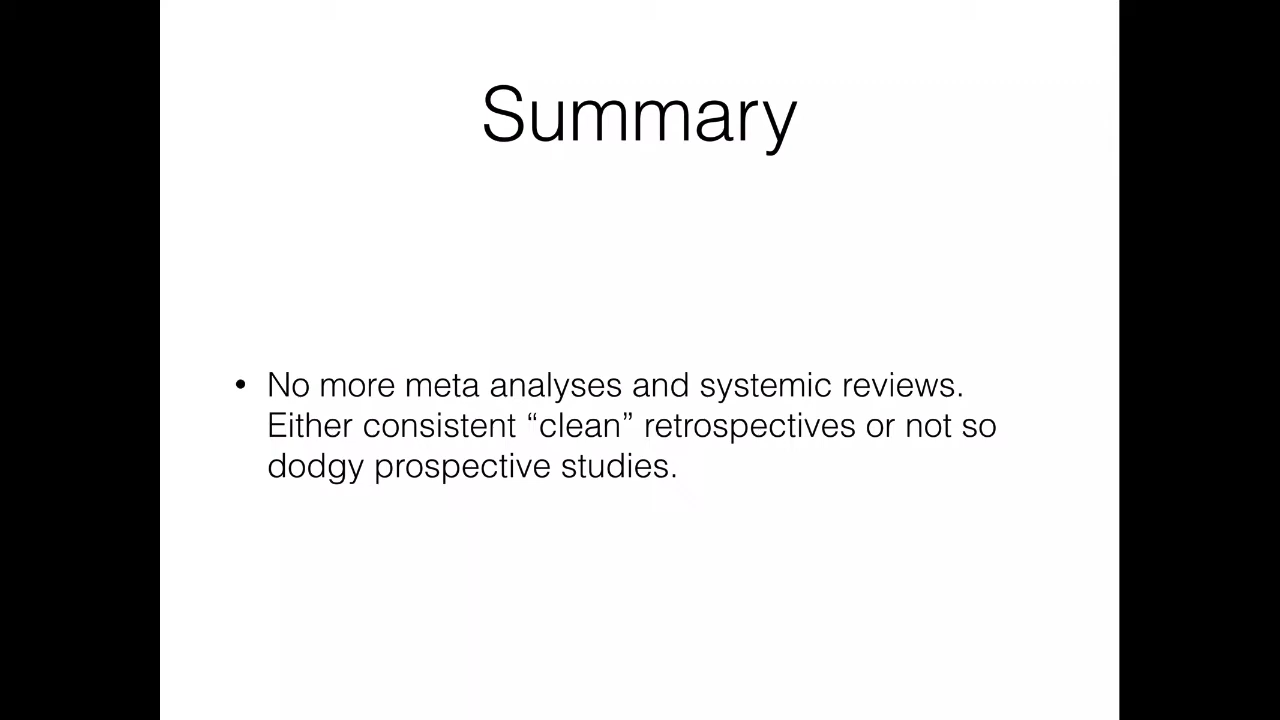 Summary
• No more meta analyses and systemic reviews.
Either consistent “clean” retrospectives or not so
dodgy prospective studies.